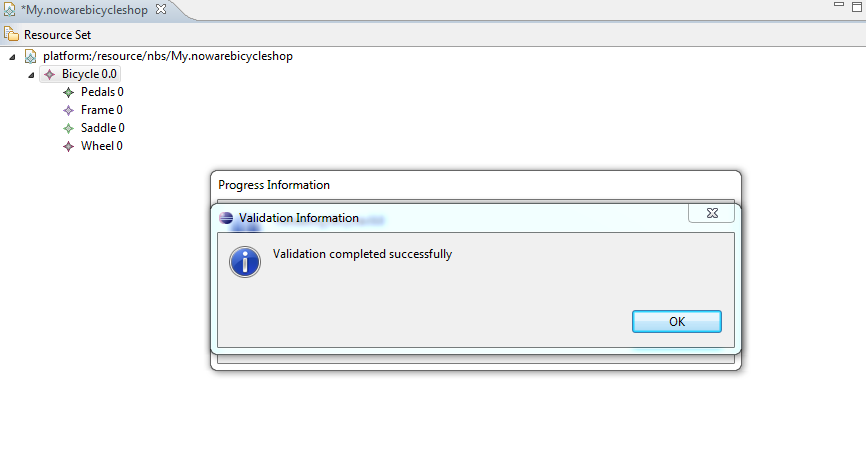 *My.nowarebicycleshop
Resource Set
platform:/resource/nbs/My.nowarebicycleshop
Bicycle 0.0
Pedals 0
Frame 0
Saddle 0
Wheel 0
Progress Information
Validation Information
Validation completed successfully
OK